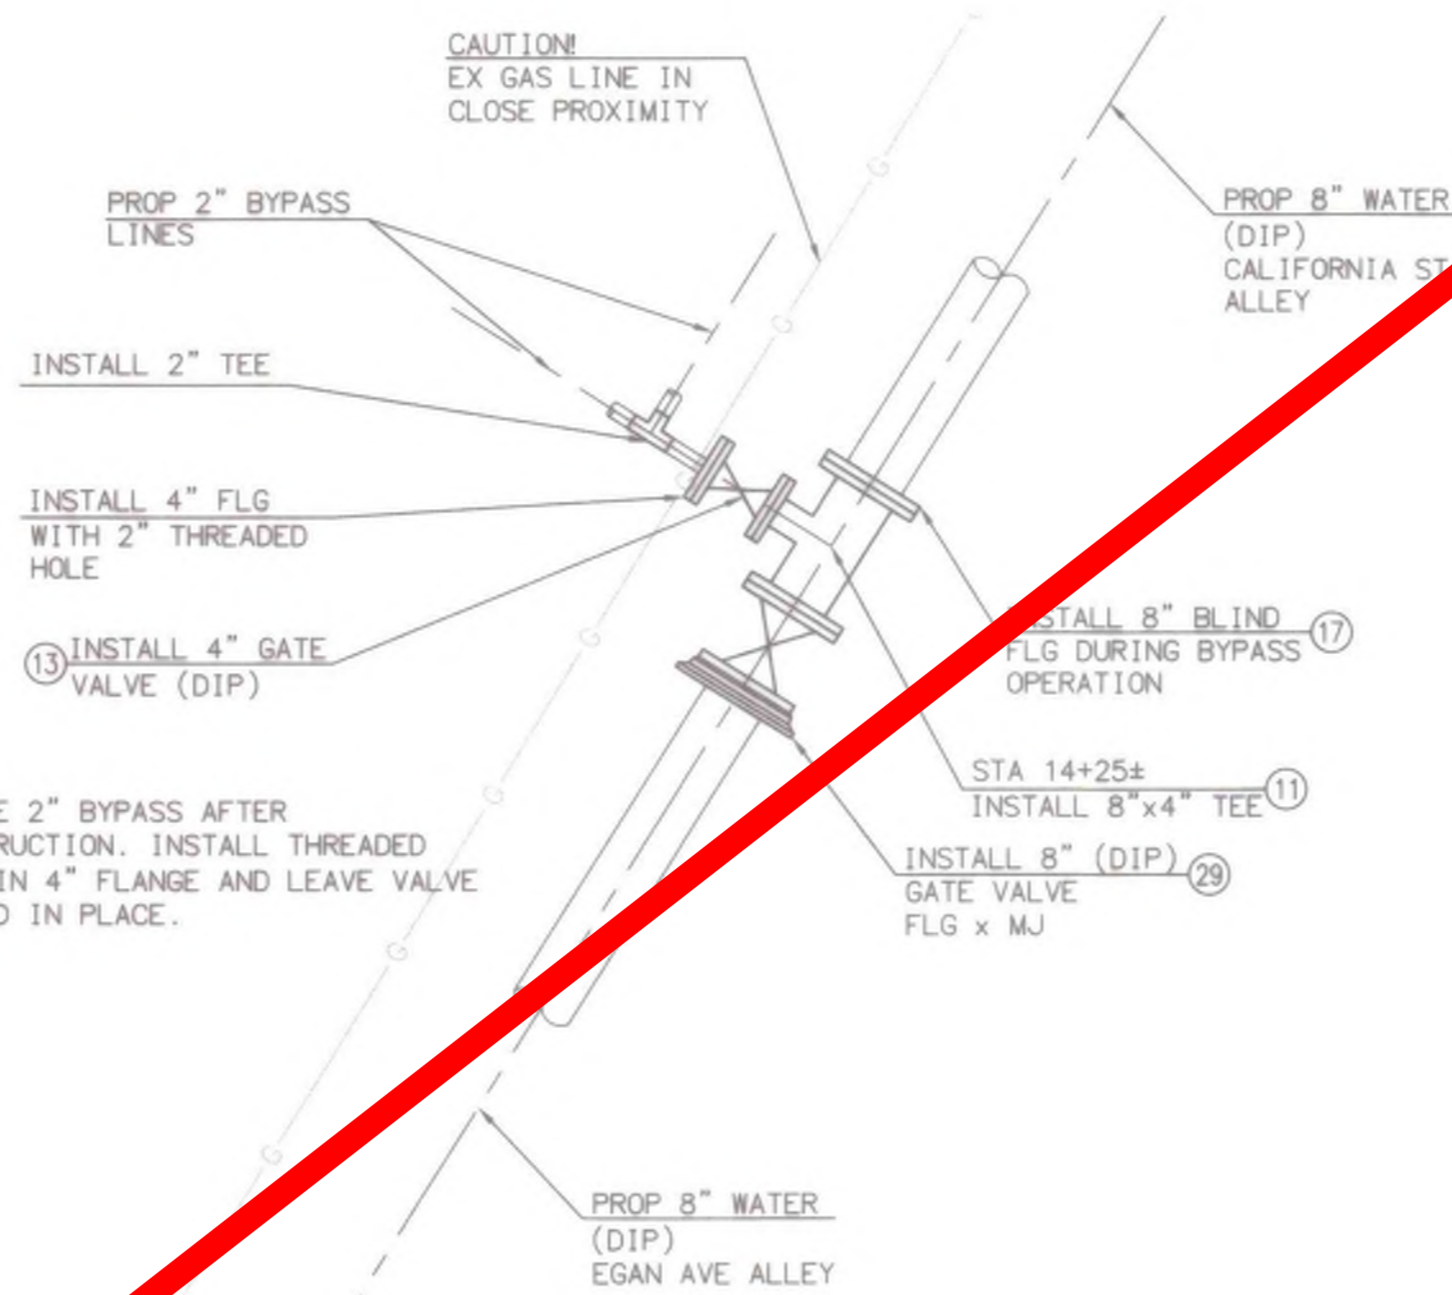 CAUTION!
EX GAS LINE IN
CLOSE PROXIMITY
PROP 2" BYPASS
LINES
PROP 8" WATER
(DIP)
CALIFORNIA
ALLEY
INSTALL 2" TEE
INSTALL 4" FLG
WITH 2" THREADED
HOLE
13
INSTALL 4" GATE
VALVE (DIP)
8" BLIND
17
FLG DURING BYPASS
OPERATION
STA 14+25±
INSTALL 8"x4" TEE
11
INSTALL 8" (DIP)
29
GATE VALVE
FLG x MJ
2" BYPASS AFTER
INSTALL THREADED
IN 4" FLANGE AND LEAVE VALVE
IN PLACE.
PROP 8" WATER
(DIP)
EGAN AVE ALLEY
G
G
G
G
G
G
G